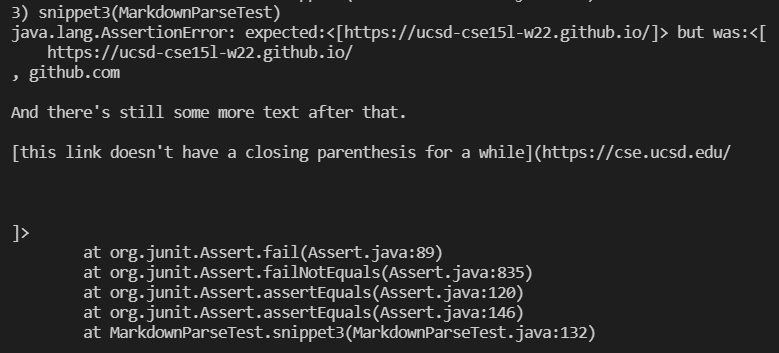 3) snippet3(MarkdownParseTest)
java.lang.AssertionError: expected:<[https://ucsd-cse15l-w22.github.io/]> but was:<[
    https://ucsd-cse15l-w22.github.io/
, github.com

And there's still some more text after that.

[this link doesn't have a closing parenthesis for a while](https://cse.ucsd.edu/



]>
        at org.junit.Assert.fail(Assert.java:89)
        at org.junit.Assert.failNotEquals(Assert.java:835)
        at org.junit.Assert.assertEquals(Assert.java:120)
        at org.junit.Assert.assertEquals(Assert.java:146)
        at MarkdownParseTest.snippet3(MarkdownParseTest.java:132)